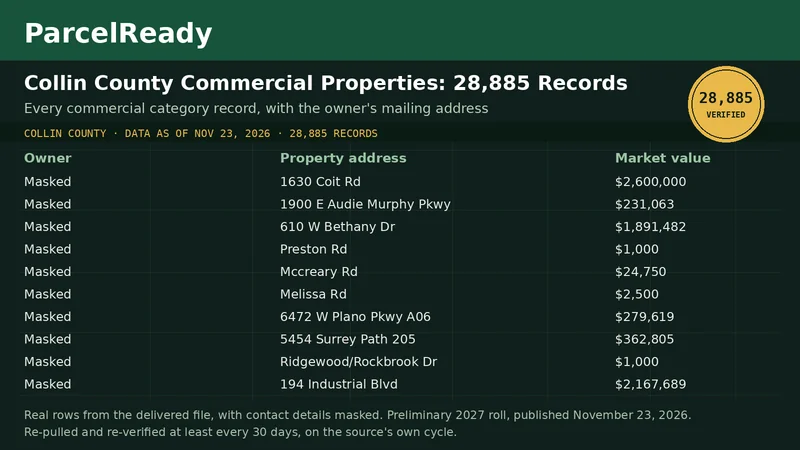 ParcelReady
Collin County Commercial Properties: 28,885 Records
Every commercial category record, with the owner's mailing address
28,885
VERIFIED
COLLIN COUNTY · DATA AS OF NOV 23, 2026 · 28,885 RECORDS
Owner Property address Market value
Masked 1630 Coit Rd $2,600,000
Masked 1900 E Audie Murphy Pkwy $231,063
Masked 610 W Bethany Dr $1,891,482
Masked Preston Rd $1,000
Masked Mccreary Rd $24,750
Masked Melissa Rd $2,500
Masked 6472 W Plano Pkwy A06 $279,619
Masked 5454 Surrey Path 205 $362,805
Masked Ridgewood/Rockbrook Dr $1,000
Masked 194 Industrial Blvd $2,167,689
Real rows from the delivered file, with contact details masked. Preliminary 2027 roll, published November 23, 2026.
Re-pulled and re-verified at least every 30 days, on the source's own cycle.